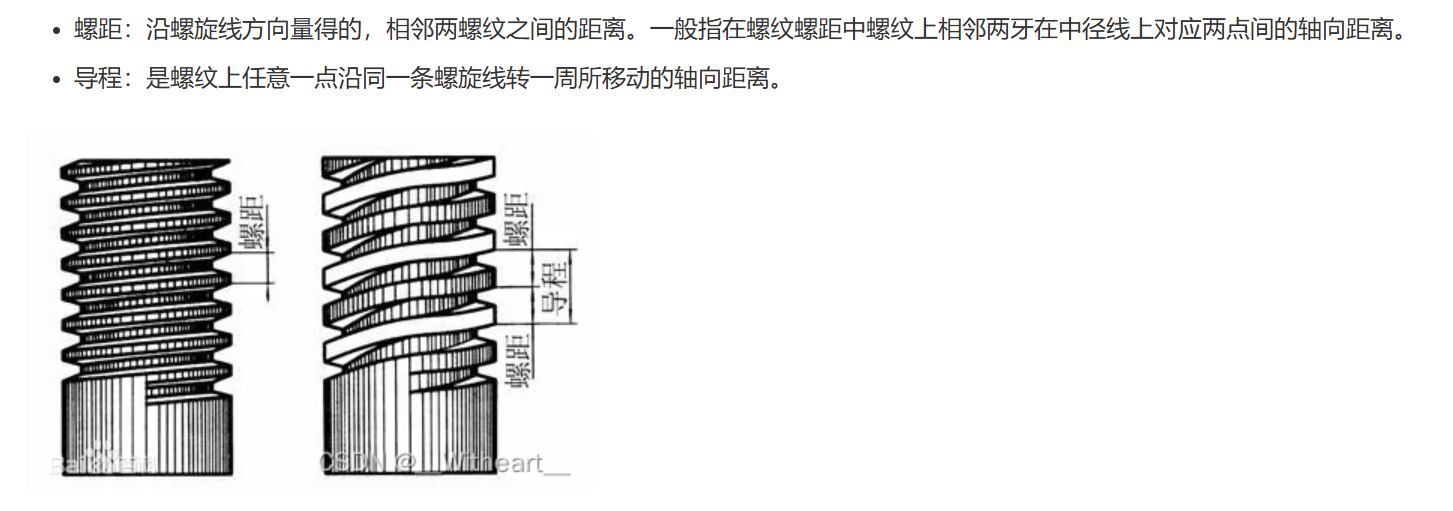 螺距：沿螺旋线方向量得的，相邻两螺纹之间的距离。一般指在螺纹螺距中螺纹上相邻两牙在中径线上对应两点间的轴向距离。
导程：是螺纹上任意一点沿同一条螺旋线转一周所移动的轴向距离。
螺距
螺距
导程
螺距
CSDN @__Witheart__